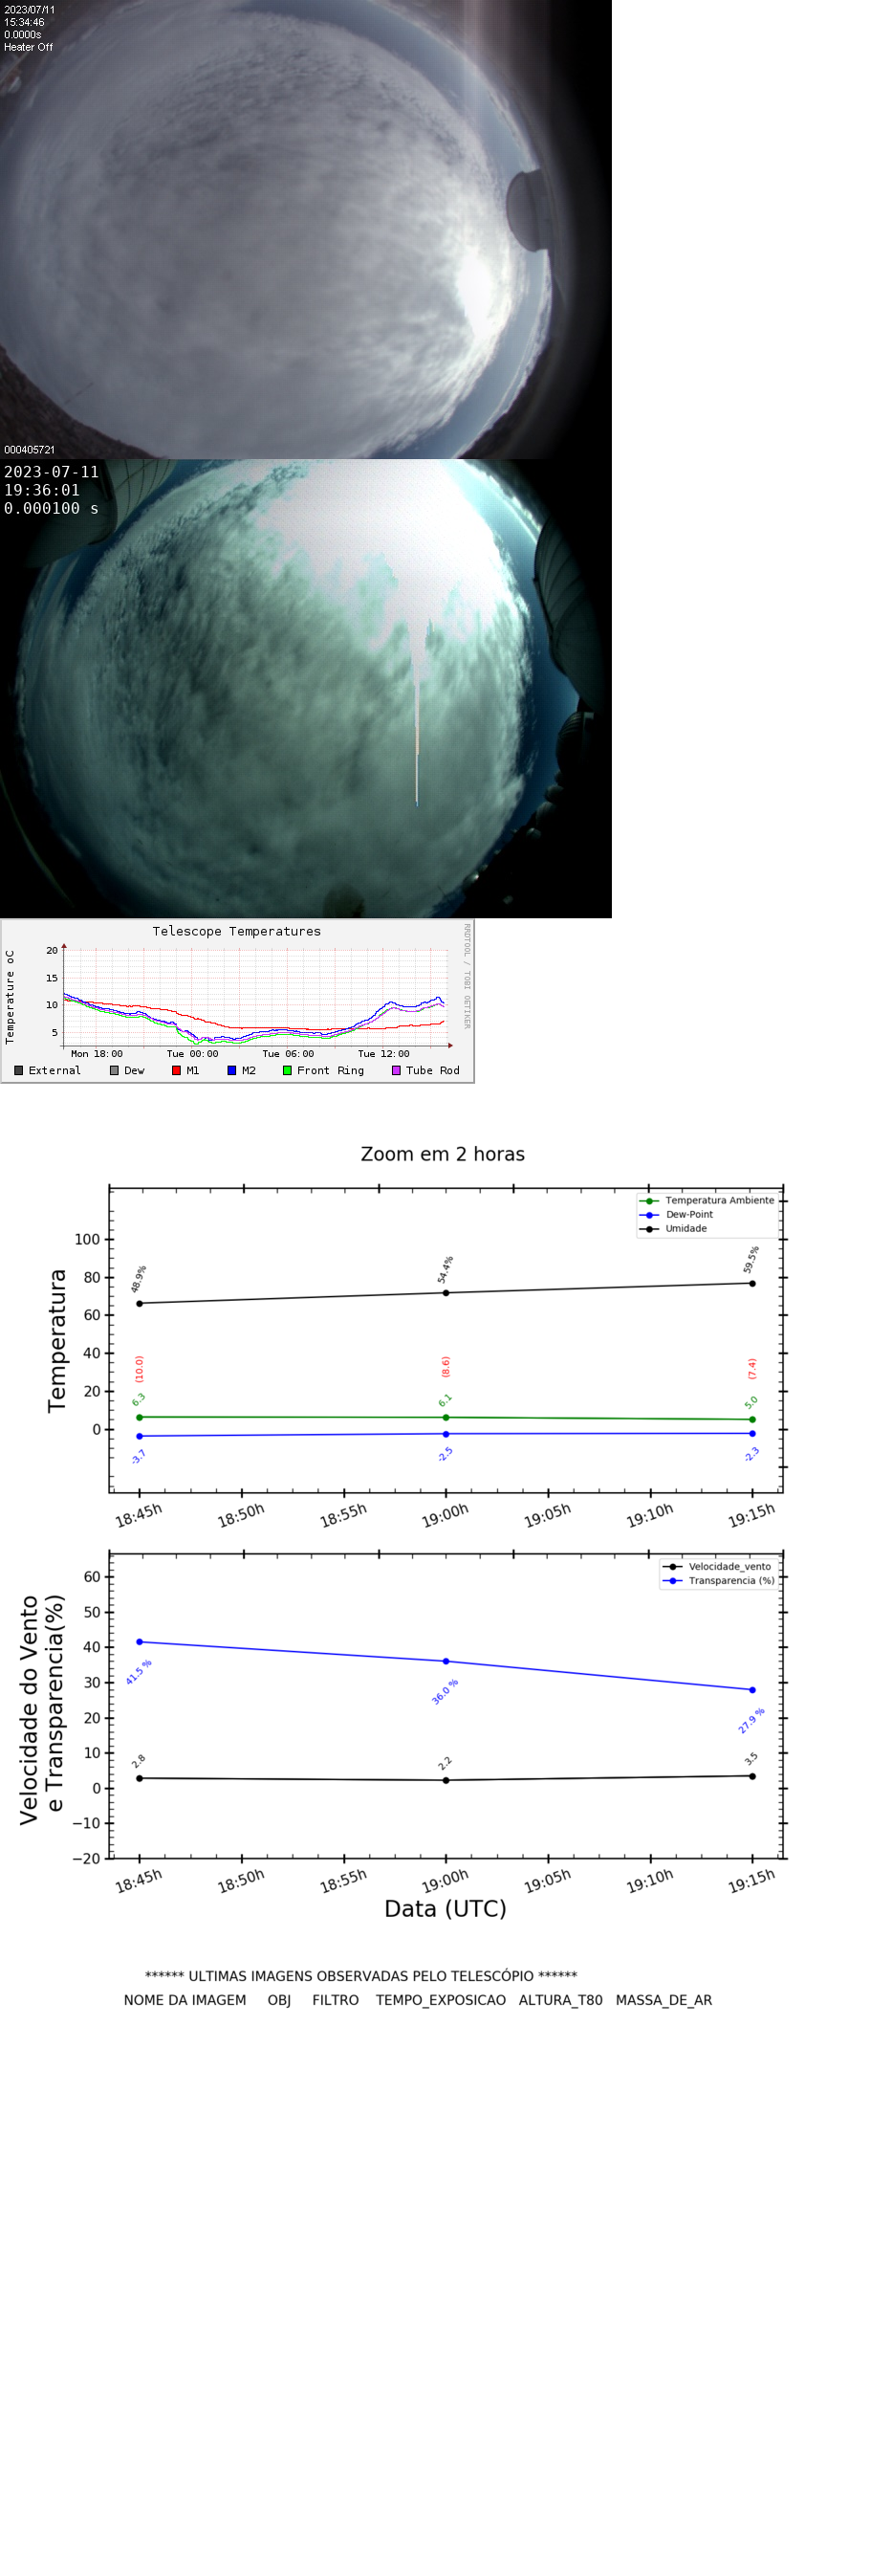 2023/07/11
15:34:46
0.0000s
Heater Off
000405721
2023-07-11
19:36:01
0.000100 s
Telescope Temperatures
RRDTOOL / TOBI OETIKER
Temperature oC
20
15
10
5
Mon 18:00 Tue 00:00 Tue 06:00 Tue 12:00
External Dew M1 M2 Front Ring Tube Rod
Zoom em 2 horas
Temperatura Ambiente
Dew-Point
Umidade
Temperatura
100
80
60
40
20
0
48.9% 54.4% 59.5%
(10.0) (8.6) (7.4)
6.3 6.1 5.0
-3.7 -2.5 -2.3
18:45h 18:50h 18:55h 19:00h 19:05h 19:10h 19:15h
Velocidade_vento
Transparencia (%)
Velocidade do Vento
e Transparencia(%)
60
50
40
30
20
10
0
−10
−20
41.5 % 36.0 % 27.9 %
2.8 2.2 3.5
18:45h 18:50h 18:55h 19:00h 19:05h 19:10h 19:15h
Data (UTC)
****** ULTIMAS IMAGENS OBSERVADAS PELO TELESCÓPIO ******
NOME DA IMAGEM OBJ FILTRO TEMPO_EXPOSICAO ALTURA_T80 MASSA_DE_AR